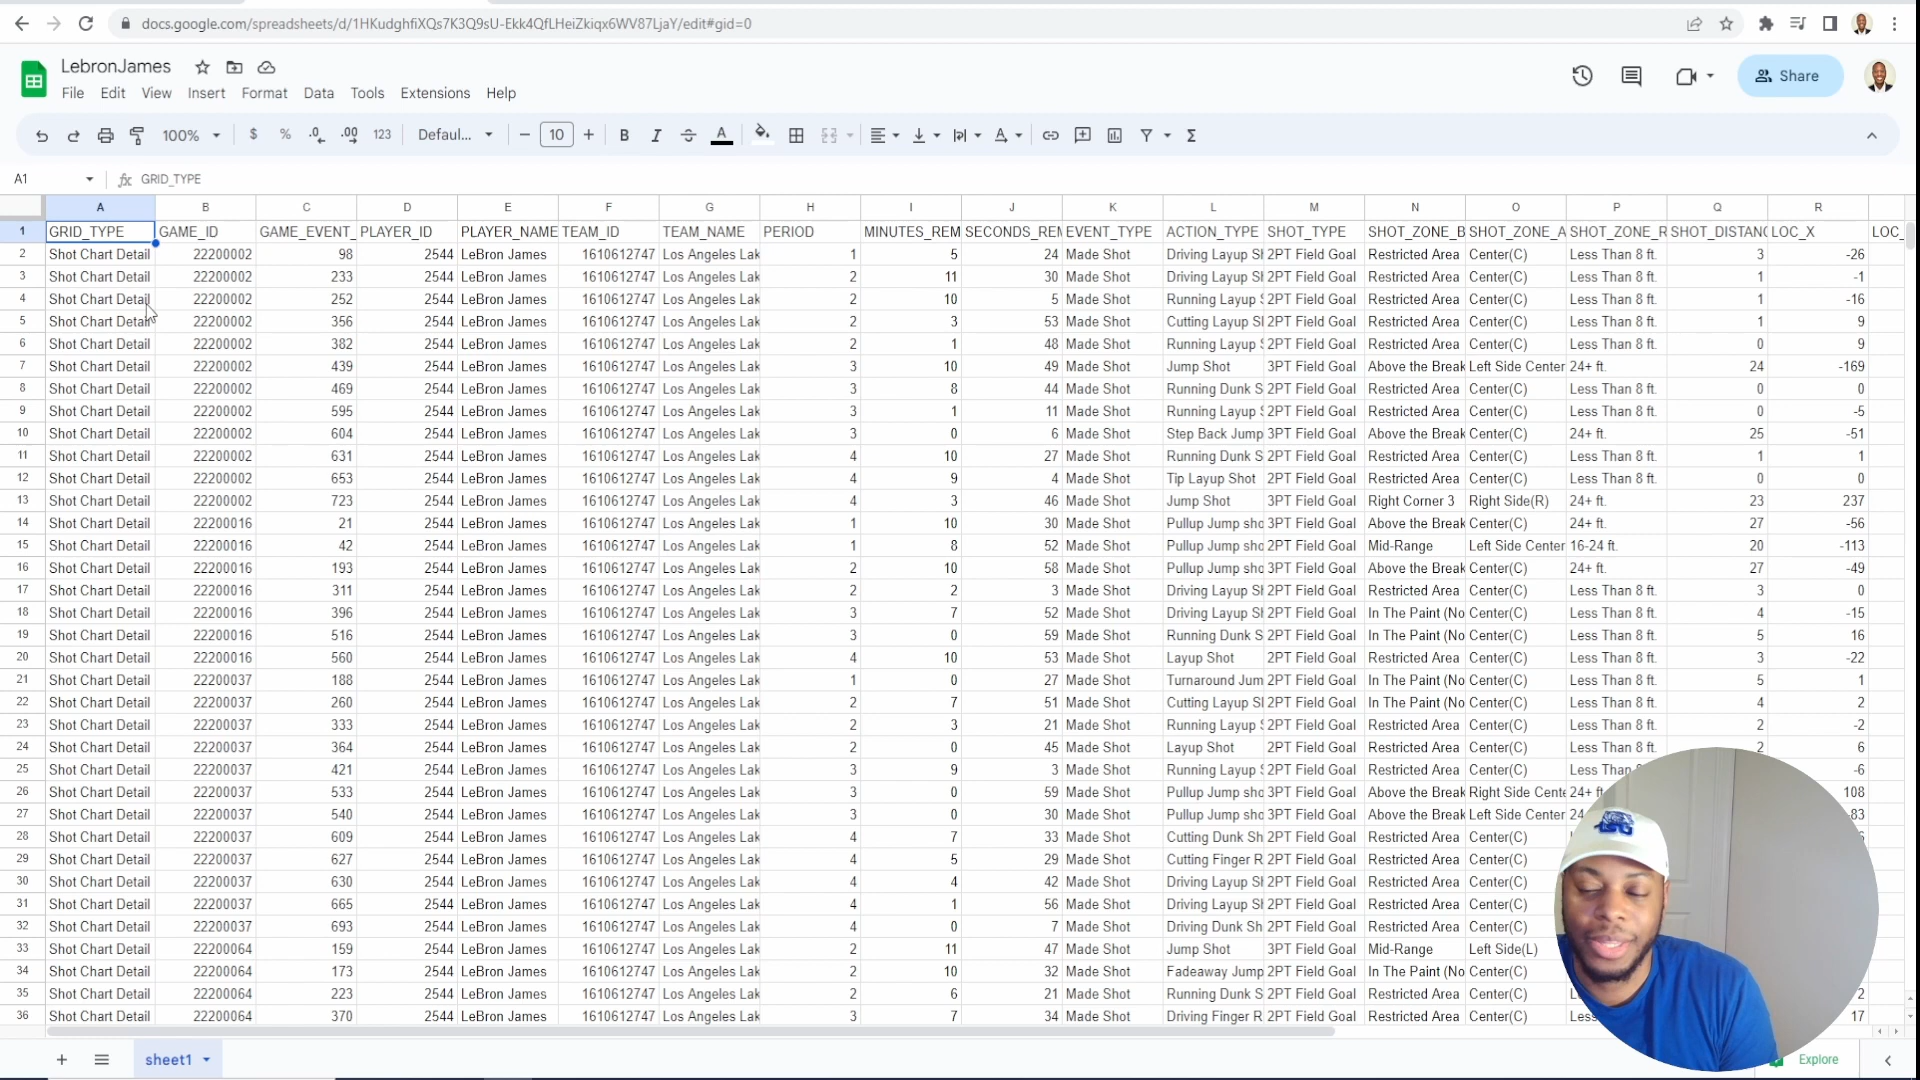 docs.google.com/spreadsheets/d/1HKudghfiXQs7K3Q9sU-Ekk4QfLHeiZkiqx6WV87LjaY/edit#gid=0
LebronJames
File Edit View Insert Format Data Tools Extensions Help
Share
100% $ % .0 .00 123 Defaul... 10 B I A
A1 fx GRID_TYPE
A B C D E F G H I J K L M N O P Q R
1 GRID_TYPE GAME_ID GAME_EVENT_ PLAYER_ID PLAYER_NAME TEAM_ID TEAM_NAME PERIOD MINUTES_REM SECONDS_REM EVENT_TYPE ACTION_TYPE SHOT_TYPE SHOT_ZONE_B SHOT_ZONE_A SHOT_ZONE_R SHOT_DISTANC LOC_X LOC_
2 Shot Chart Detail 22200002 98 2544 LeBron James 1610612747 Los Angeles Lak 1 5 24 Made Shot Driving Layup Sh 2PT Field Goal Restricted Area Center(C) Less Than 8 ft. 3 -26
3 Shot Chart Detail 22200002 233 2544 LeBron James 1610612747 Los Angeles Lak 2 11 30 Made Shot Driving Layup Sh 2PT Field Goal Restricted Area Center(C) Less Than 8 ft. 1 -1
4 Shot Chart Detail 22200002 252 2544 LeBron James 1610612747 Los Angeles Lak 2 10 5 Made Shot Running Layup S 2PT Field Goal Restricted Area Center(C) Less Than 8 ft. 1 -16
5 Shot Chart Detail 22200002 356 2544 LeBron James 1610612747 Los Angeles Lak 2 3 53 Made Shot Cutting Layup Sh 2PT Field Goal Restricted Area Center(C) Less Than 8 ft. 1 9
6 Shot Chart Detail 22200002 382 2544 LeBron James 1610612747 Los Angeles Lak 2 1 48 Made Shot Running Layup S 2PT Field Goal Restricted Area Center(C) Less Than 8 ft. 0 9
7 Shot Chart Detail 22200002 439 2544 LeBron James 1610612747 Los Angeles Lak 3 10 49 Made Shot Jump Shot 3PT Field Goal Above the Break Left Side Center 24+ ft. 24 -169
8 Shot Chart Detail 22200002 469 2544 LeBron James 1610612747 Los Angeles Lak 3 8 44 Made Shot Running Dunk S 2PT Field Goal Restricted Area Center(C) Less Than 8 ft. 0 0
9 Shot Chart Detail 22200002 595 2544 LeBron James 1610612747 Los Angeles Lak 3 1 11 Made Shot Running Layup S 2PT Field Goal Restricted Area Center(C) Less Than 8 ft. 0 -5
10 Shot Chart Detail 22200002 604 2544 LeBron James 1610612747 Los Angeles Lak 3 0 6 Made Shot Step Back Jump 3PT Field Goal Above the Break Center(C) 24+ ft. 25 -51
11 Shot Chart Detail 22200002 631 2544 LeBron James 1610612747 Los Angeles Lak 4 10 27 Made Shot Running Dunk S 2PT Field Goal Restricted Area Center(C) Less Than 8 ft. 1 1
12 Shot Chart Detail 22200002 653 2544 LeBron James 1610612747 Los Angeles Lak 4 9 4 Made Shot Tip Layup Shot 2PT Field Goal Restricted Area Center(C) Less Than 8 ft. 0 0
13 Shot Chart Detail 22200002 723 2544 LeBron James 1610612747 Los Angeles Lak 4 3 46 Made Shot Jump Shot 3PT Field Goal Right Corner 3 Right Side(R) 24+ ft. 23 237
14 Shot Chart Detail 22200016 21 2544 LeBron James 1610612747 Los Angeles Lak 1 10 30 Made Shot Pullup Jump sho 3PT Field Goal Above the Break Center(C) 24+ ft. 27 -56
15 Shot Chart Detail 22200016 42 2544 LeBron James 1610612747 Los Angeles Lak 1 8 52 Made Shot Pullup Jump sho 2PT Field Goal Mid-Range Left Side Center 16-24 ft. 20 -113
16 Shot Chart Detail 22200016 193 2544 LeBron James 1610612747 Los Angeles Lak 2 10 58 Made Shot Pullup Jump sho 3PT Field Goal Above the Break Center(C) 24+ ft. 27 -49
17 Shot Chart Detail 22200016 311 2544 LeBron James 1610612747 Los Angeles Lak 2 2 3 Made Shot Driving Layup Sh 2PT Field Goal Restricted Area Center(C) Less Than 8 ft. 3 0
18 Shot Chart Detail 22200016 396 2544 LeBron James 1610612747 Los Angeles Lak 3 7 52 Made Shot Driving Layup Sh 2PT Field Goal In The Paint (No Center(C) Less Than 8 ft. 4 -15
19 Shot Chart Detail 22200016 516 2544 LeBron James 1610612747 Los Angeles Lak 3 0 59 Made Shot Running Dunk S 2PT Field Goal In The Paint (No Center(C) Less Than 8 ft. 5 16
20 Shot Chart Detail 22200016 560 2544 LeBron James 1610612747 Los Angeles Lak 4 10 53 Made Shot Layup Shot 2PT Field Goal Restricted Area Center(C) Less Than 8 ft. 3 -22
21 Shot Chart Detail 22200037 188 2544 LeBron James 1610612747 Los Angeles Lak 1 0 27 Made Shot Turnaround Jum 2PT Field Goal In The Paint (No Center(C) Less Than 8 ft. 5 1
22 Shot Chart Detail 22200037 260 2544 LeBron James 1610612747 Los Angeles Lak 2 7 51 Made Shot Cutting Layup Sh 2PT Field Goal In The Paint (No Center(C) Less Than 8 ft. 4 2
23 Shot Chart Detail 22200037 333 2544 LeBron James 1610612747 Los Angeles Lak 2 3 21 Made Shot Running Layup S 2PT Field Goal Restricted Area Center(C) Less Than 8 ft. 2 -2
24 Shot Chart Detail 22200037 364 2544 LeBron James 1610612747 Los Angeles Lak 2 0 45 Made Shot Layup Shot 2PT Field Goal Restricted Area Center(C) Less Than 8 ft. 2 6
25 Shot Chart Detail 22200037 421 2544 LeBron James 1610612747 Los Angeles Lak 3 9 3 Made Shot Running Layup S 2PT Field Goal Restricted Area Center(C) Less Than -6
26 Shot Chart Detail 22200037 533 2544 LeBron James 1610612747 Los Angeles Lak 3 0 59 Made Shot Pullup Jump sho 3PT Field Goal Above the Break Right Side Cente 24+ ft 108
27 Shot Chart Detail 22200037 540 2544 LeBron James 1610612747 Los Angeles Lak 3 0 30 Made Shot Pullup Jump sho 3PT Field Goal Above the Break Left Side Center 24 -83
28 Shot Chart Detail 22200037 609 2544 LeBron James 1610612747 Los Angeles Lak 4 7 33 Made Shot Cutting Dunk Sh 2PT Field Goal Restricted Area Center(C)
29 Shot Chart Detail 22200037 627 2544 LeBron James 1610612747 Los Angeles Lak 4 5 29 Made Shot Cutting Finger R 2PT Field Goal Restricted Area Center(C)
30 Shot Chart Detail 22200037 630 2544 LeBron James 1610612747 Los Angeles Lak 4 4 42 Made Shot Driving Layup Sh 2PT Field Goal Restricted Area Center(C)
31 Shot Chart Detail 22200037 665 2544 LeBron James 1610612747 Los Angeles Lak 4 1 56 Made Shot Driving Layup Sh 2PT Field Goal Restricted Area Center(C)
32 Shot Chart Detail 22200037 693 2544 LeBron James 1610612747 Los Angeles Lak 4 0 7 Made Shot Driving Dunk Sh 2PT Field Goal Restricted Area Center(C)
33 Shot Chart Detail 22200064 159 2544 LeBron James 1610612747 Los Angeles Lak 2 11 47 Made Shot Jump Shot 3PT Field Goal Mid-Range Left Side(L)
34 Shot Chart Detail 22200064 173 2544 LeBron James 1610612747 Los Angeles Lak 2 10 32 Made Shot Fadeaway Jump 2PT Field Goal In The Paint (No Center(C)
35 Shot Chart Detail 22200064 223 2544 LeBron James 1610612747 Los Angeles Lak 2 6 21 Made Shot Running Dunk S 2PT Field Goal Restricted Area Center(C) 2
36 Shot Chart Detail 22200064 370 2544 LeBron James 1610612747 Los Angeles Lak 3 7 34 Made Shot Driving Finger R 2PT Field Goal Restricted Area Center(C) Les 17
sheet1 Explore